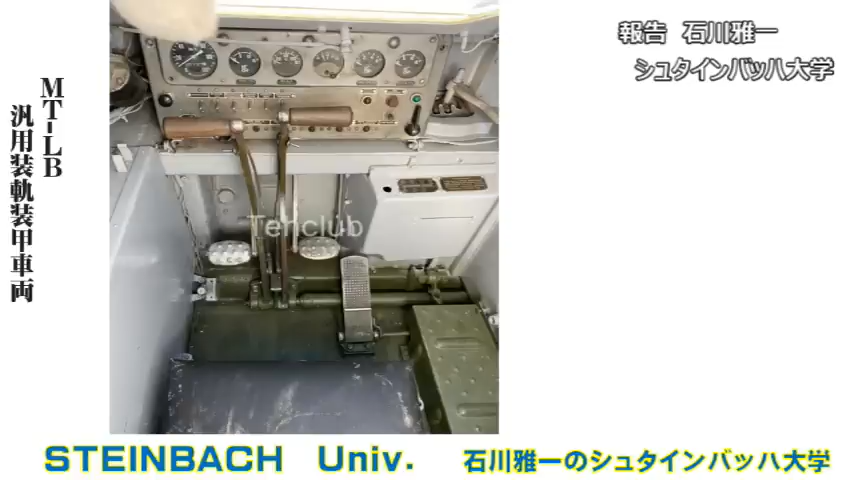 報告　石川雅一
シュタインバッハ大学
MT-LB
汎用装軌装甲車両
Tenclub
STEINBACH Univ. 石川雅一のシュタインバッハ大学